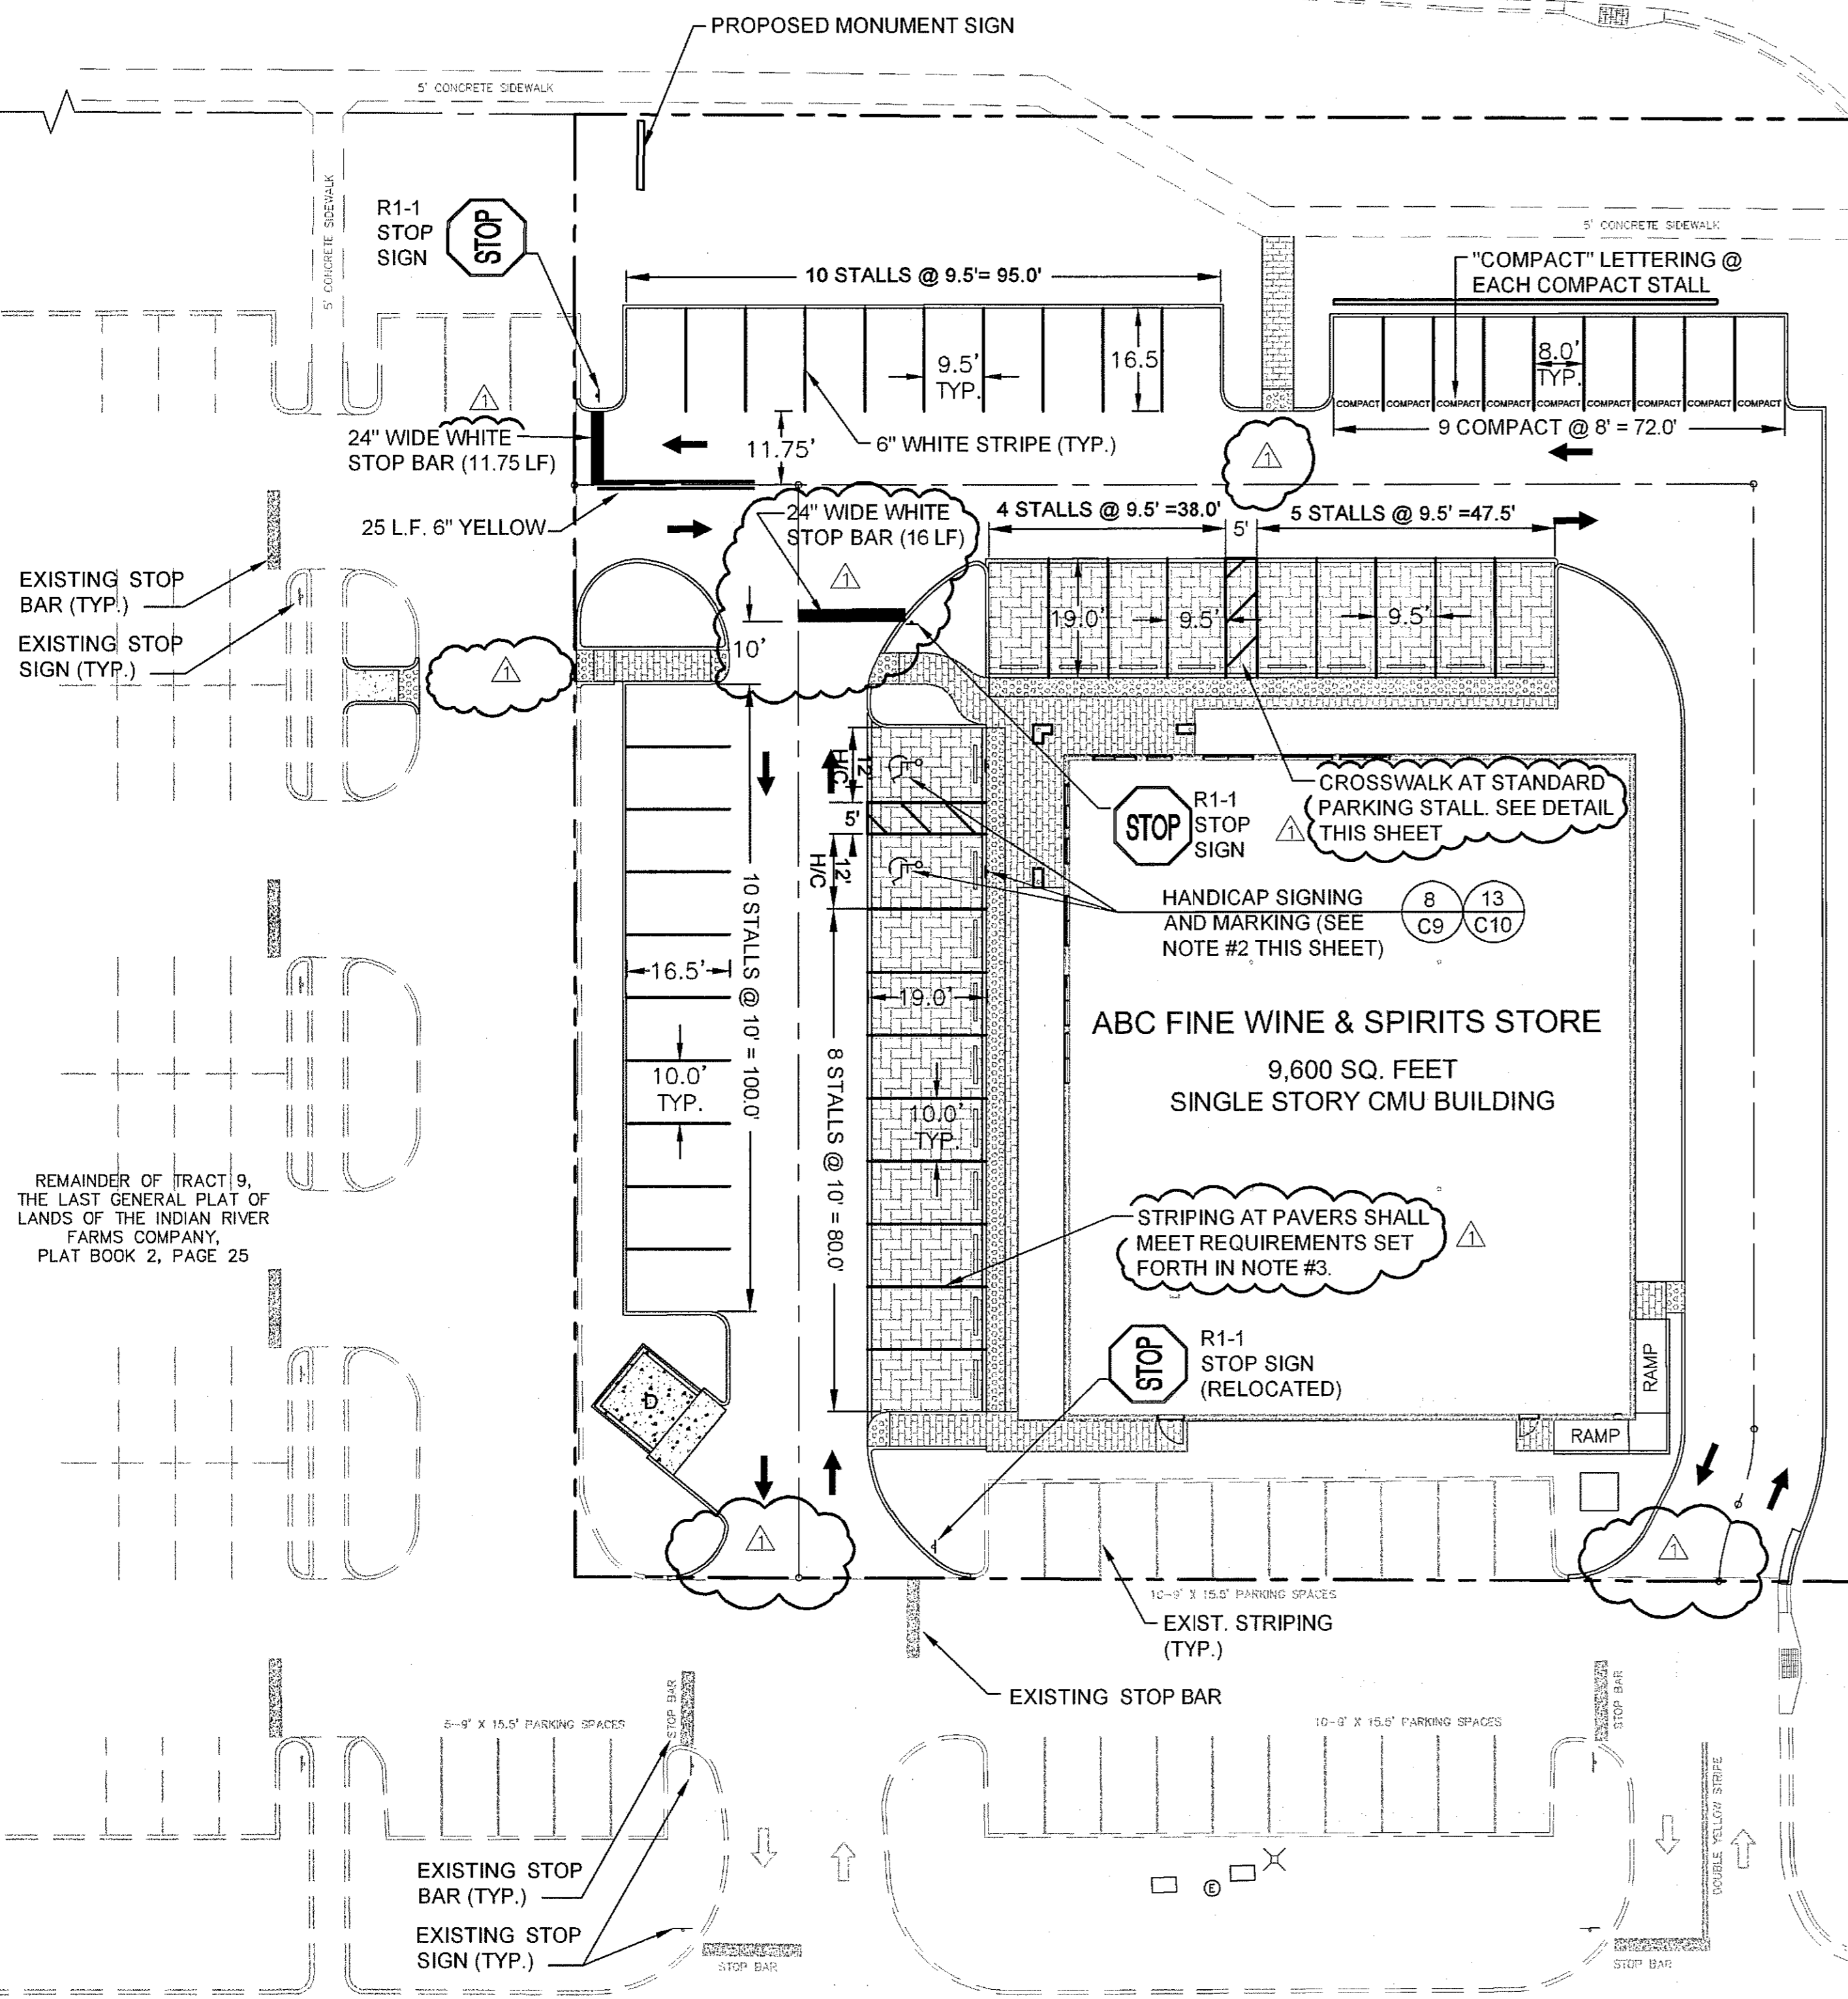 PROPOSED MONUMENT SIGN
5' CONCRETE SIDEWALK
5' CONCRETE SIDEWALK
R1-1
STOP
SIGN
STOP
5' CONCRETE SIDEWALK
"COMPACT" LETTERING @
EACH COMPACT STALL
10 STALLS @ 9.5'= 95.0'
9.5'
TYP.
16.5
8.0'
TYP.
COMPACT COMPACT COMPACT COMPACT COMPACT COMPACT COMPACT COMPACT COMPACT
9 COMPACT @ 8' = 72.0'
1
24" WIDE WHITE
STOP BAR (11.75 LF)
11.75'
6" WHITE STRIPE (TYP.)
1
25 L.F. 6" YELLOW
24" WIDE WHITE
STOP BAR (16 LF)
1
4 STALLS @ 9.5' =38.0'
5'
5 STALLS @ 9.5' =47.5'
EXISTING STOP
BAR (TYP.)
EXISTING STOP
SIGN (TYP.)
1
10'
19.0'
9.5'
9.5'
12'
H/C
5'
12'
H/C
STOP
R1-1
STOP
SIGN
1
CROSSWALK AT STANDARD
PARKING STALL. SEE DETAIL
THIS SHEET
HANDICAP SIGNING
AND MARKING (SEE
NOTE #2 THIS SHEET)
8
C9
13
C10
10 STALLS @ 10' = 100.0'
16.5'
19.0'
ABC FINE WINE & SPIRITS STORE
9,600 SQ. FEET
SINGLE STORY CMU BUILDING
10.0'
TYP.
8 STALLS @ 10' = 80.0'
10.0'
TYP.
REMAINDER OF TRACT 9,
THE LAST GENERAL PLAT OF
LANDS OF THE INDIAN RIVER
FARMS COMPANY,
PLAT BOOK 2, PAGE 25
STRIPING AT PAVERS SHALL
MEET REQUIREMENTS SET
FORTH IN NOTE #3.
1
STOP
R1-1
STOP SIGN
(RELOCATED)
D
RAMP
RAMP
1
1
10-9' X 15.5' PARKING SPACES
EXIST. STRIPING
(TYP.)
EXISTING STOP BAR
STOP BAR
STOP BAR
5-9' X 15.5' PARKING SPACES
10-9' X 15.5' PARKING SPACES
DOUBLE YELLOW STRIPE
EXISTING STOP
BAR (TYP.)
E
EXISTING STOP
SIGN (TYP.)
STOP BAR
STOP BAR